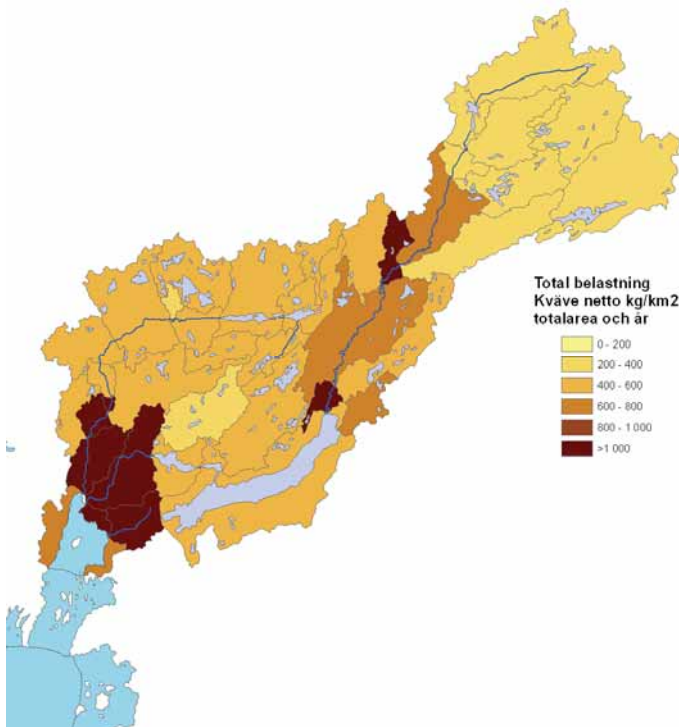 Total belastning
Kväve netto kg/km2
totalarea och år
0 - 200
200 - 400
400 - 600
600 - 800
800 - 1 000
>1 000